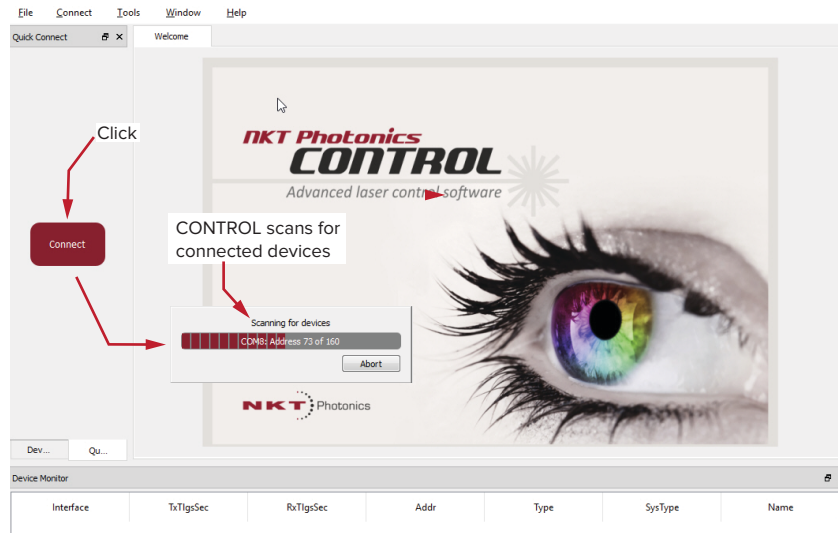 File Connect Tools Window Help
Quick Connect
Welcome
Click
NKT Photonics
CONTROL
Advanced laser control software
Connect
CONTROL scans for
connected devices
Scanning for devices
COM8: Address 73 of 160
Abort
NKT Photonics
Dev...
Qu...
Device Monitor
Interface TxTlgsSec RxTlgsSec Addr Type SysType Name